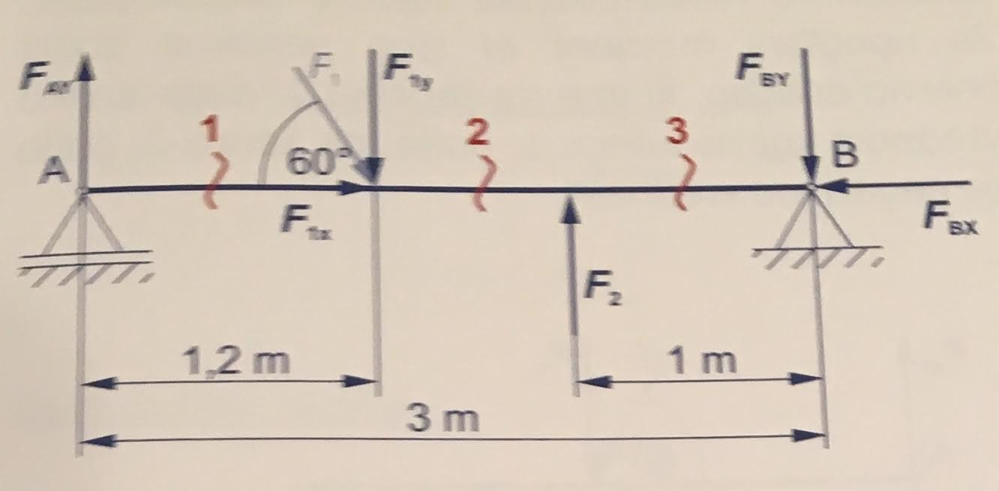 F_AY
F_1
F_1y
F_BY
1
2
3
A
60°
B
F_1x
F_BX
F_2
1,2 m
1 m
3 m